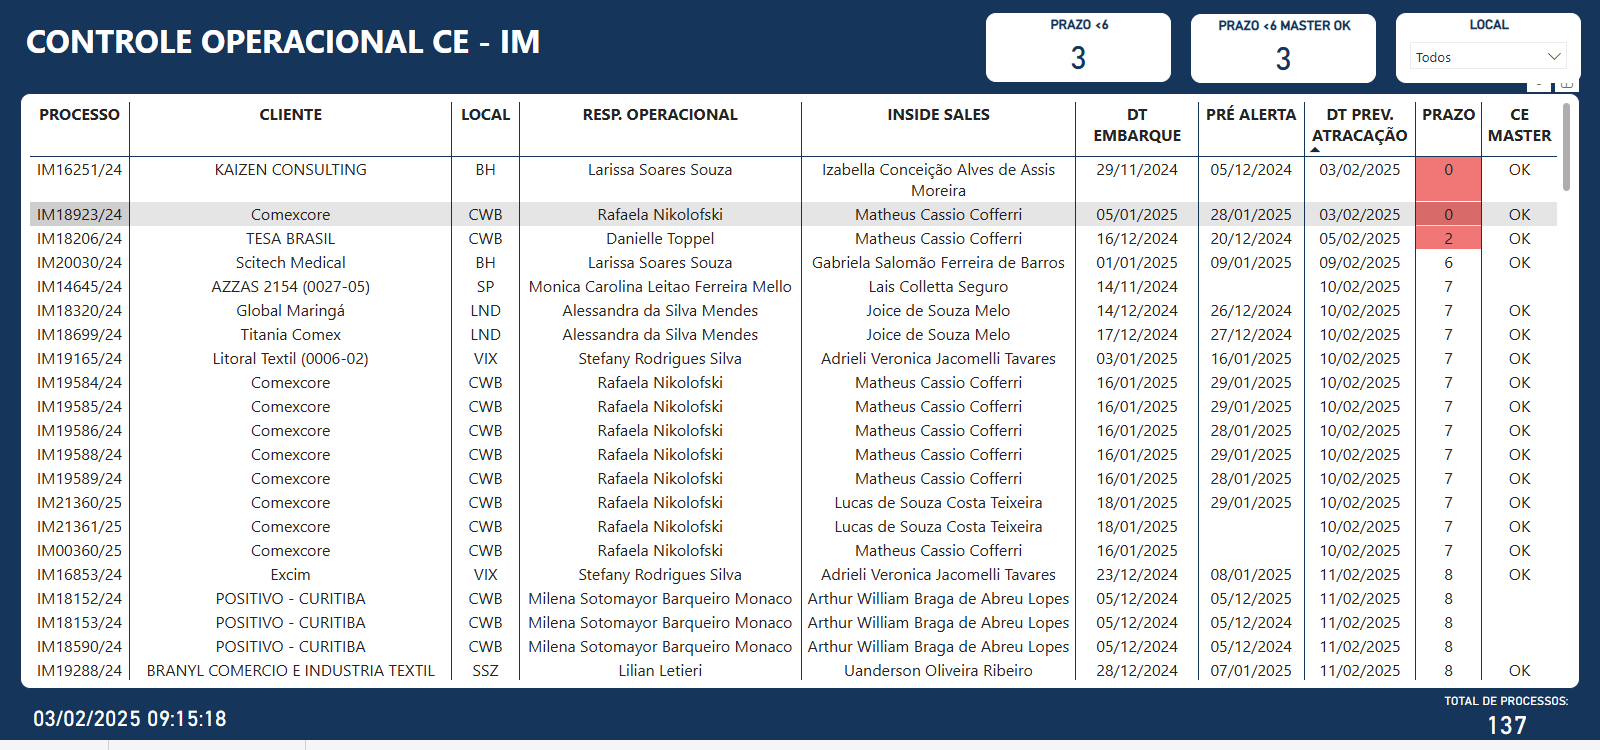 CONTROLE OPERACIONAL CE - IM
PRAZO <6
3
PRAZO <6 MASTER OK
3
LOCAL
Todos
PROCESSO CLIENTE LOCAL RESP. OPERACIONAL INSIDE SALES DT EMBARQUE PRÉ ALERTA DT PREV. ATRACAÇÃO PRAZO CE MASTER
IM16251/24 KAIZEN CONSULTING BH Larissa Soares Souza Izabella Conceição Alves de Assis Moreira 29/11/2024 05/12/2024 03/02/2025 0 OK
IM18923/24 Comexcore CWB Rafaela Nikolofski Matheus Cassio Cofferri 05/01/2025 28/01/2025 03/02/2025 0 OK
IM18206/24 TESA BRASIL CWB Danielle Toppel Matheus Cassio Cofferri 16/12/2024 20/12/2024 05/02/2025 2 OK
IM20030/24 Scitech Medical BH Larissa Soares Souza Gabriela Salomão Ferreira de Barros 01/01/2025 09/01/2025 09/02/2025 6 OK
IM14645/24 AZZAS 2154 (0027-05) SP Monica Carolina Leitao Ferreira Mello Lais Colletta Seguro 14/11/2024 10/02/2025 7
IM18320/24 Global Maringá LND Alessandra da Silva Mendes Joice de Souza Melo 14/12/2024 26/12/2024 10/02/2025 7 OK
IM18699/24 Titania Comex LND Alessandra da Silva Mendes Joice de Souza Melo 17/12/2024 27/12/2024 10/02/2025 7 OK
IM19165/24 Litoral Textil (0006-02) VIX Stefany Rodrigues Silva Adrieli Veronica Jacomelli Tavares 03/01/2025 16/01/2025 10/02/2025 7 OK
IM19584/24 Comexcore CWB Rafaela Nikolofski Matheus Cassio Cofferri 16/01/2025 29/01/2025 10/02/2025 7 OK
IM19585/24 Comexcore CWB Rafaela Nikolofski Matheus Cassio Cofferri 16/01/2025 29/01/2025 10/02/2025 7 OK
IM19586/24 Comexcore CWB Rafaela Nikolofski Matheus Cassio Cofferri 16/01/2025 28/01/2025 10/02/2025 7 OK
IM19588/24 Comexcore CWB Rafaela Nikolofski Matheus Cassio Cofferri 16/01/2025 29/01/2025 10/02/2025 7 OK
IM19589/24 Comexcore CWB Rafaela Nikolofski Matheus Cassio Cofferri 16/01/2025 28/01/2025 10/02/2025 7 OK
IM21360/25 Comexcore CWB Rafaela Nikolofski Lucas de Souza Costa Teixeira 18/01/2025 29/01/2025 10/02/2025 7 OK
IM21361/25 Comexcore CWB Rafaela Nikolofski Lucas de Souza Costa Teixeira 18/01/2025 10/02/2025 7 OK
IM00360/25 Comexcore CWB Rafaela Nikolofski Matheus Cassio Cofferri 16/01/2025 10/02/2025 7 OK
IM16853/24 Excim VIX Stefany Rodrigues Silva Adrieli Veronica Jacomelli Tavares 23/12/2024 08/01/2025 11/02/2025 8 OK
IM18152/24 POSITIVO - CURITIBA CWB Milena Sotomayor Barqueiro Monaco Arthur William Braga de Abreu Lopes 05/12/2024 05/12/2024 11/02/2025 8
IM18153/24 POSITIVO - CURITIBA CWB Milena Sotomayor Barqueiro Monaco Arthur William Braga de Abreu Lopes 05/12/2024 05/12/2024 11/02/2025 8
IM18590/24 POSITIVO - CURITIBA CWB Milena Sotomayor Barqueiro Monaco Arthur William Braga de Abreu Lopes 05/12/2024 05/12/2024 11/02/2025 8
IM19288/24 BRANYL COMERCIO E INDUSTRIA TEXTIL SSZ Lilian Letieri Uanderson Oliveira Ribeiro 28/12/2024 07/01/2025 11/02/2025 8 OK
03/02/2025 09:15:18
TOTAL DE PROCESSOS:
137